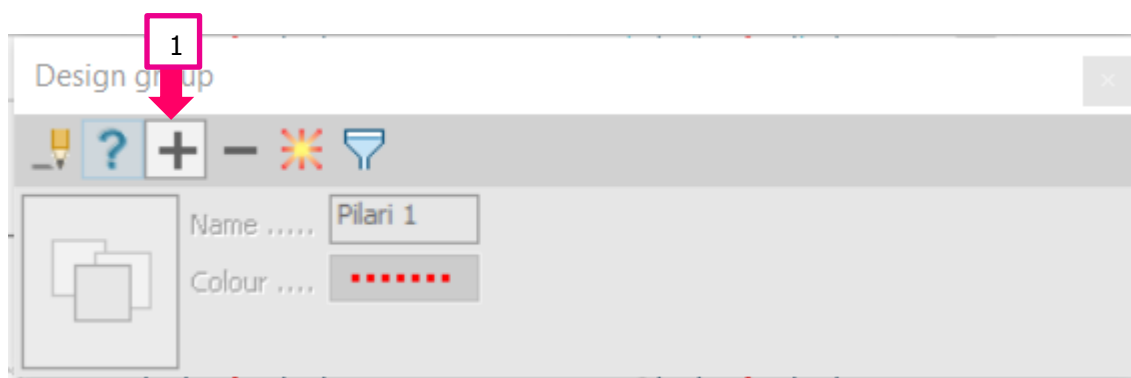 1
Design group
?
Name ..... Pilari 1
Colour ....